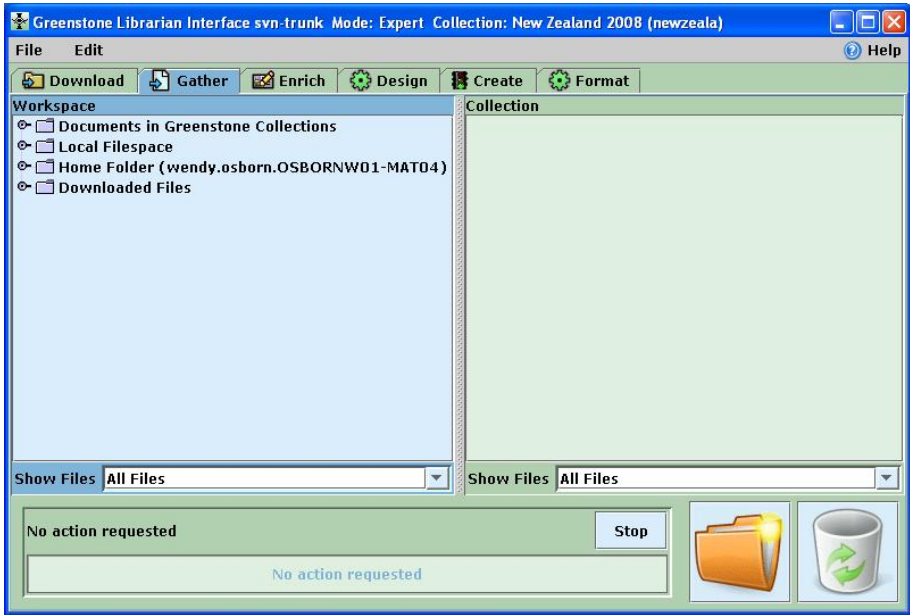 Greenstone Librarian Interface svn-trunk Mode: Expert Collection: New Zealand 2008 (newzeala)
File Edit Help
Download Gather Enrich Design Create Format
Workspace
Documents in Greenstone Collections
Local Filespace
Home Folder (wendy.osborn.OSBORNW01-MAT04)
Downloaded Files
Show Files All Files
Collection
Show Files All Files
No action requested Stop
No action requested